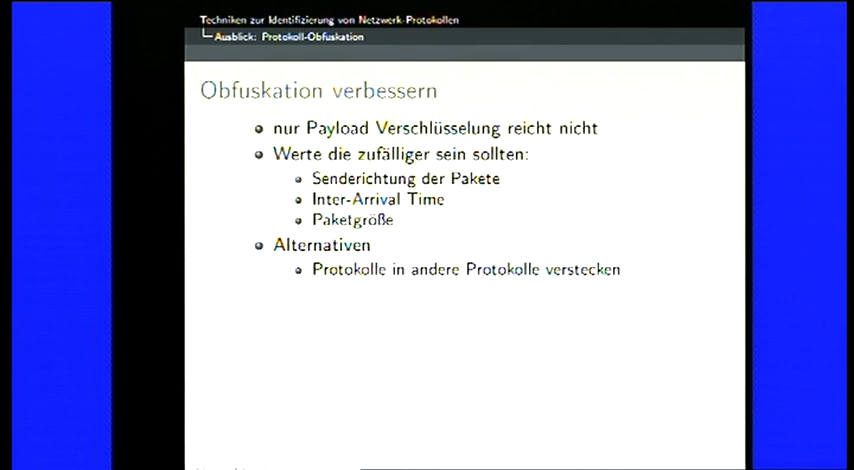 Techniken zur Identifizierung von Netzwerk-Protokollen
Ausblick: Protokoll-Obfuskation
Obfuskation verbessern
nur Payload Verschlüsselung reicht nicht
Werte die zufälliger sein sollten:
Senderichtung der Pakete
Inter-Arrival Time
Paketgröße
Alternativen
Protokolle in andere Protokolle verstecken